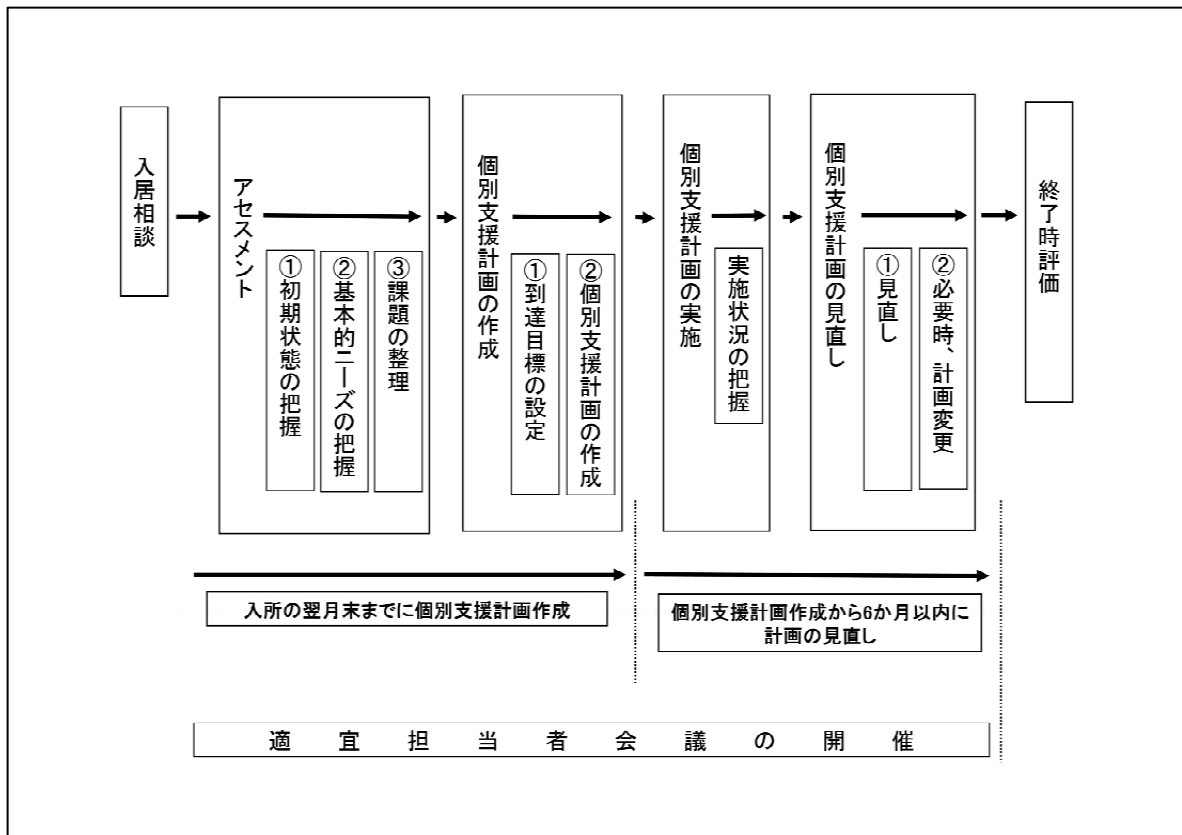 入居相談
アセスメント
①初期状態の把握
②基本的ニーズの把握
③課題の整理
個別支援計画の作成
①到達目標の設定
②個別支援計画の作成
個別支援計画の実施
実施状況の把握
個別支援計画の見直し
①見直し
②必要時、計画変更
終了時評価
入所の翌月末までに個別支援計画作成
個別支援計画作成から6か月以内に
計画の見直し
適宜担当者会議の開催